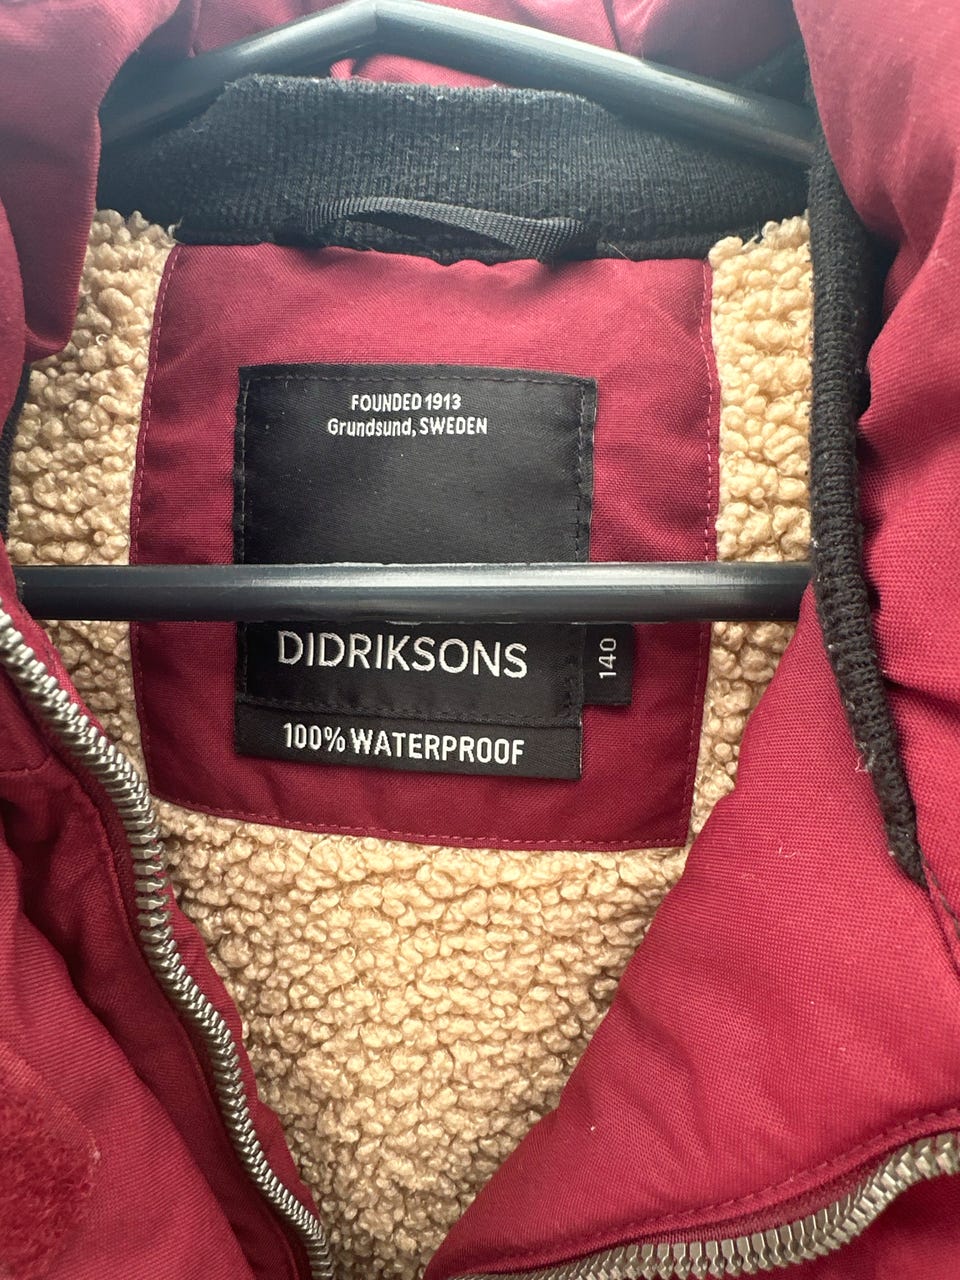 FOUNDED 1913
Grundsund, SWEDEN
DIDRIKSONS
140
100% WATERPROOF